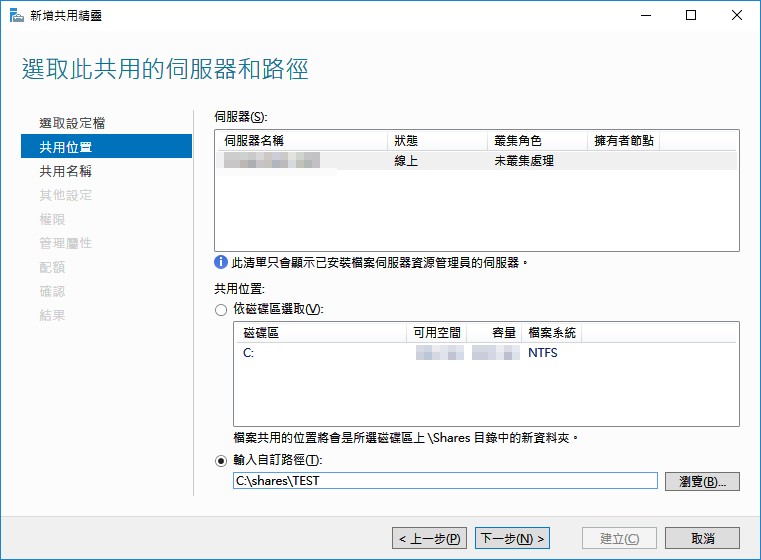 新增共用精靈
選取此共用的伺服器和路徑
選取設定檔
共用位置
共用名稱
其他設定
權限
管理屬性
配額
確認
結果
伺服器(S):
伺服器名稱 狀態 叢集角色 擁有者節點
線上 未叢集處理
此清單只會顯示已安裝檔案伺服器資源管理員的伺服器。
共用位置:
依磁碟區選取(V):
磁碟區 可用空間 容量 檔案系統
C: NTFS
檔案共用的位置將會是所選磁碟區上 \Shares 目錄中的新資料夾。
輸入自訂路徑(T):
C:\shares\TEST 瀏覽(B)...
< 上一步(P) 下一步(N) > 建立(C) 取消